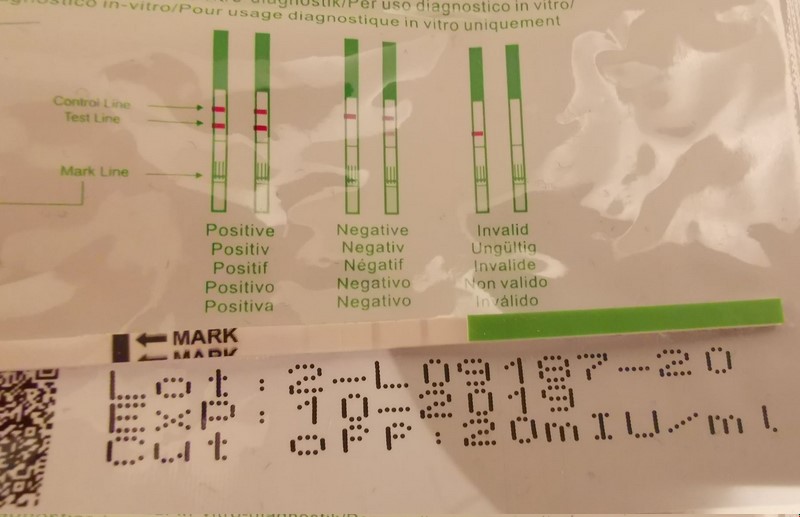 diagnostik/Per uso diagnostico in vitro/
in-vitro/Pour usage diagnostique in vitro uniquement
Control Line
Test Line
Mark Line
Positive Negative Invalid
Positiv Negativ Ungültig
Positif Négatif Invalide
Positivo Negativo Non valido
Positiva Negativo Inválido
MARK
MARK
Lot: 2-L09187-20
Exp: 10-2019
Cut off: 20mIU/ml